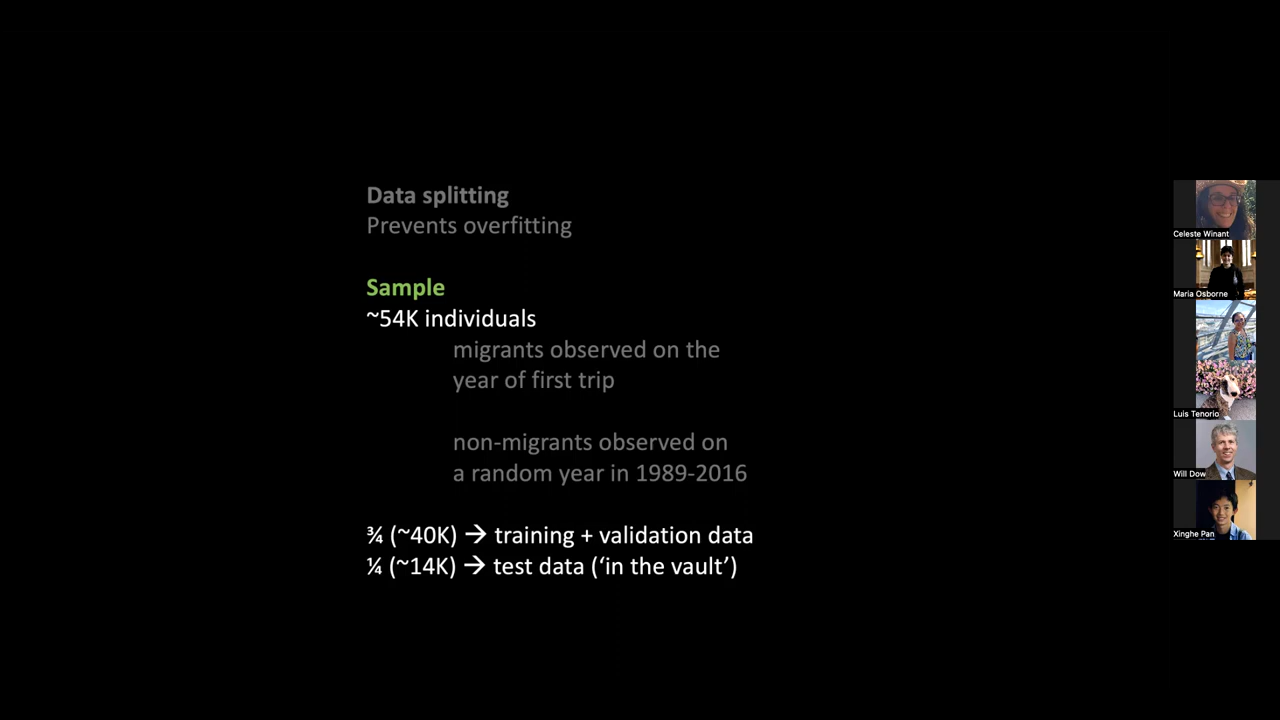 Data splitting
Prevents overfitting
Sample
~54K individuals
migrants observed on the
year of first trip
non-migrants observed on
a random year in 1989-2016
¾ (~40K) → training + validation data
¼ (~14K) → test data (‘in the vault’)
Celeste Winant
Maria Osborne
Luis Tenorio
Will Dow
Xinghe Pan